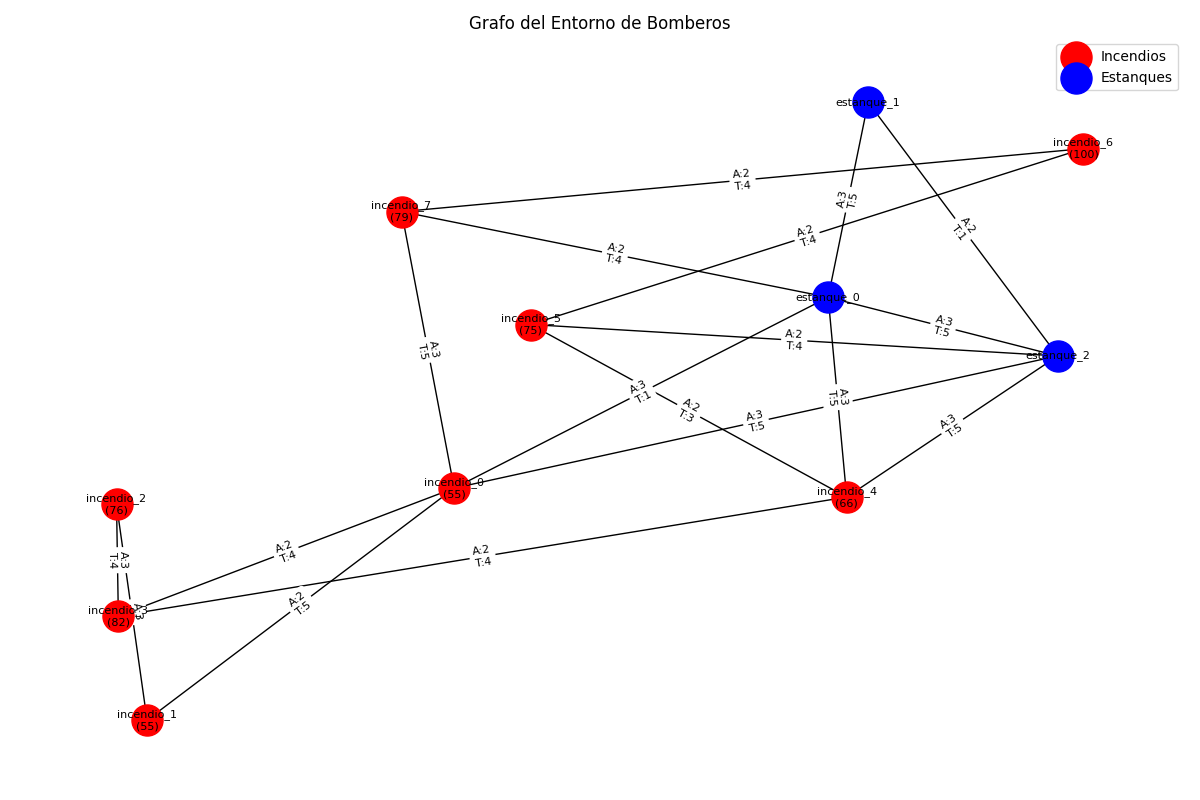 Grafo del Entorno de Bomberos
Incendios
Estanques
estanque_1
incendio_6
(100)
A:2
T:4
A:3
T:5
incendio_7
(79)
A:2
T:1
A:2
T:4
A:2
T:4
estanque_0
incendio_5
(75)
A:3
T:5
A:2
T:4
A:3
T:5
estanque_2
A:3
T:1
A:3
T:5
A:2
T:3
A:3
T:5
A:3
T:5
incendio_0
(55)
incendio_4
(66)
incendio_2
(76)
A:2
T:4
A:2
T:4
A:3
T:4
A:2
T:5
incendio_3
(82)
A:3
incendio_1
(55)